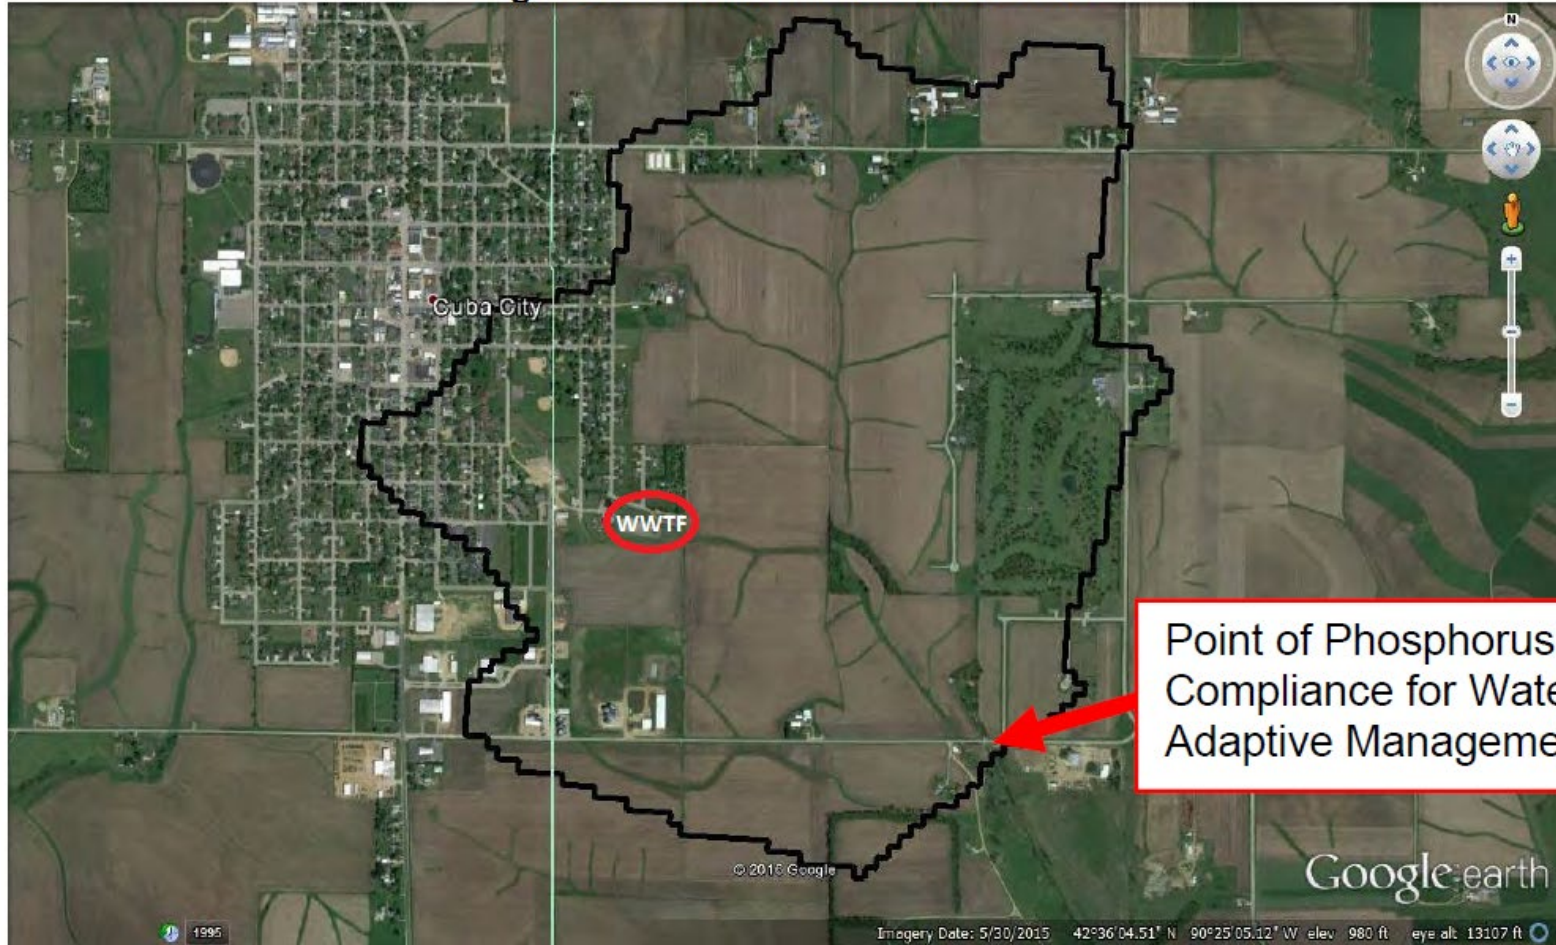 N
Cuba City
WWTF
Point of Phosphorus
Compliance for Wate
Adaptive Manageme
© 2016 Google
Google earth
1995
Imagery Date: 5/30/2015 42°36'04.51" N 90°25'05.12" W elev 980 ft eye alt 13107 ft